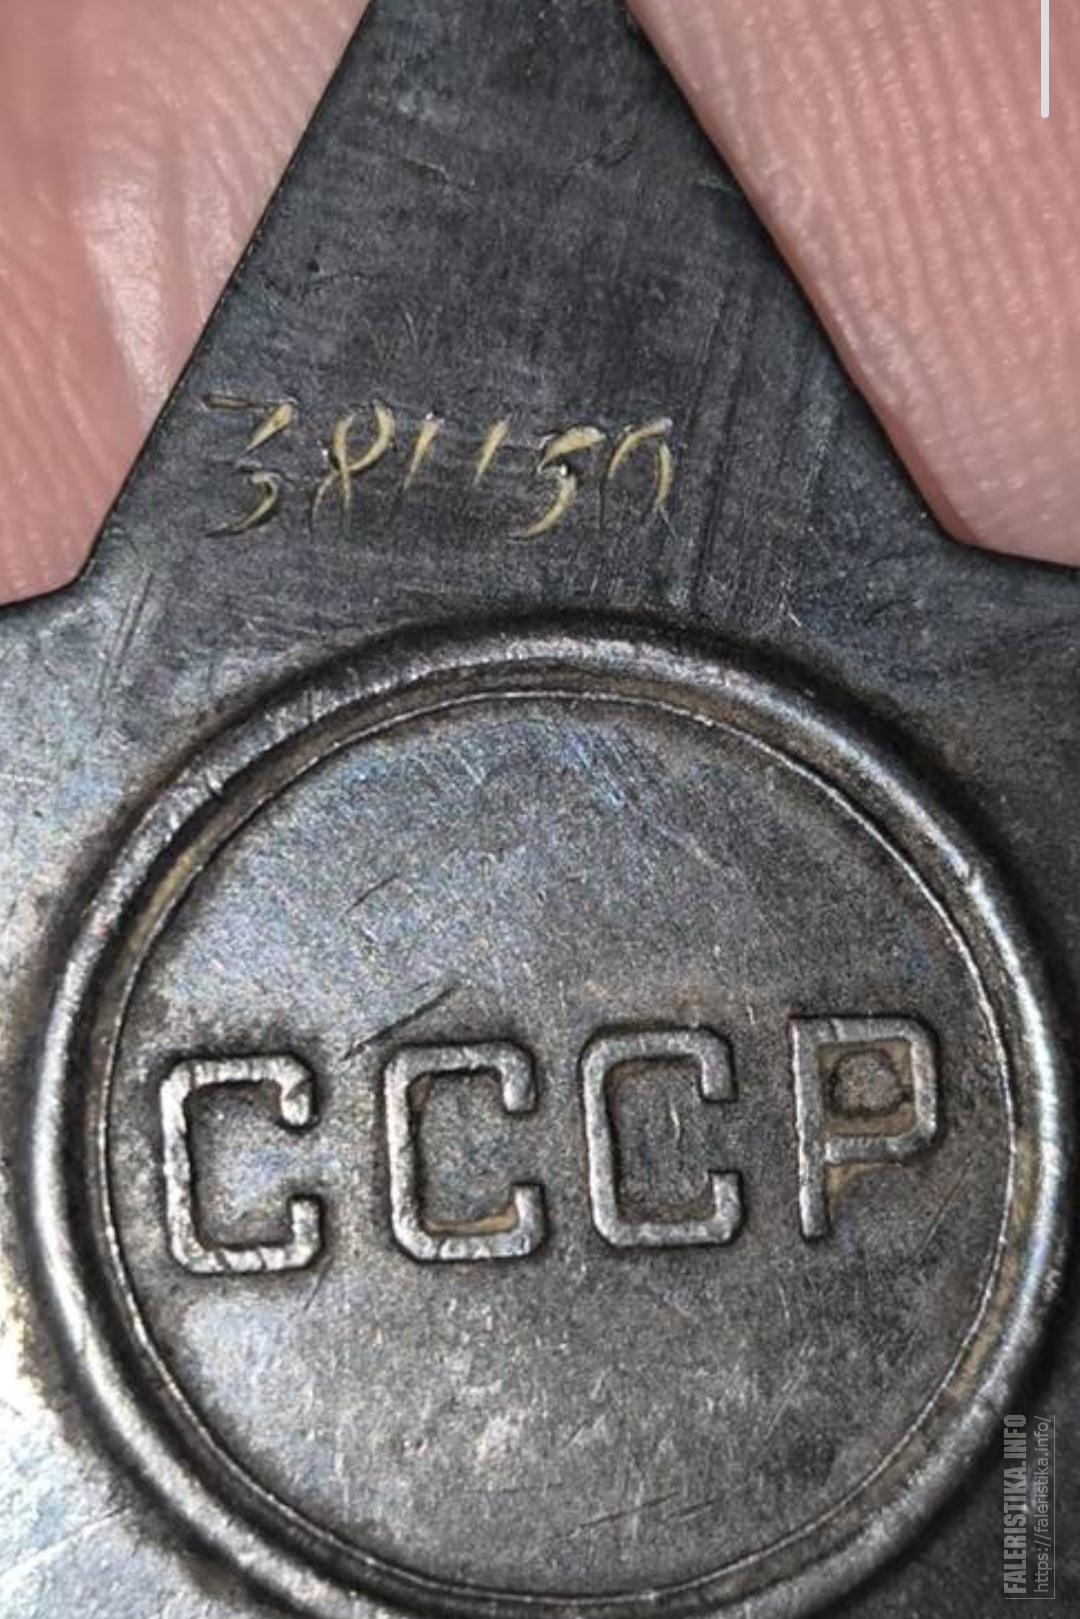 381150
СССР
FALERISTIKA.INFO
https://faleristika.info/